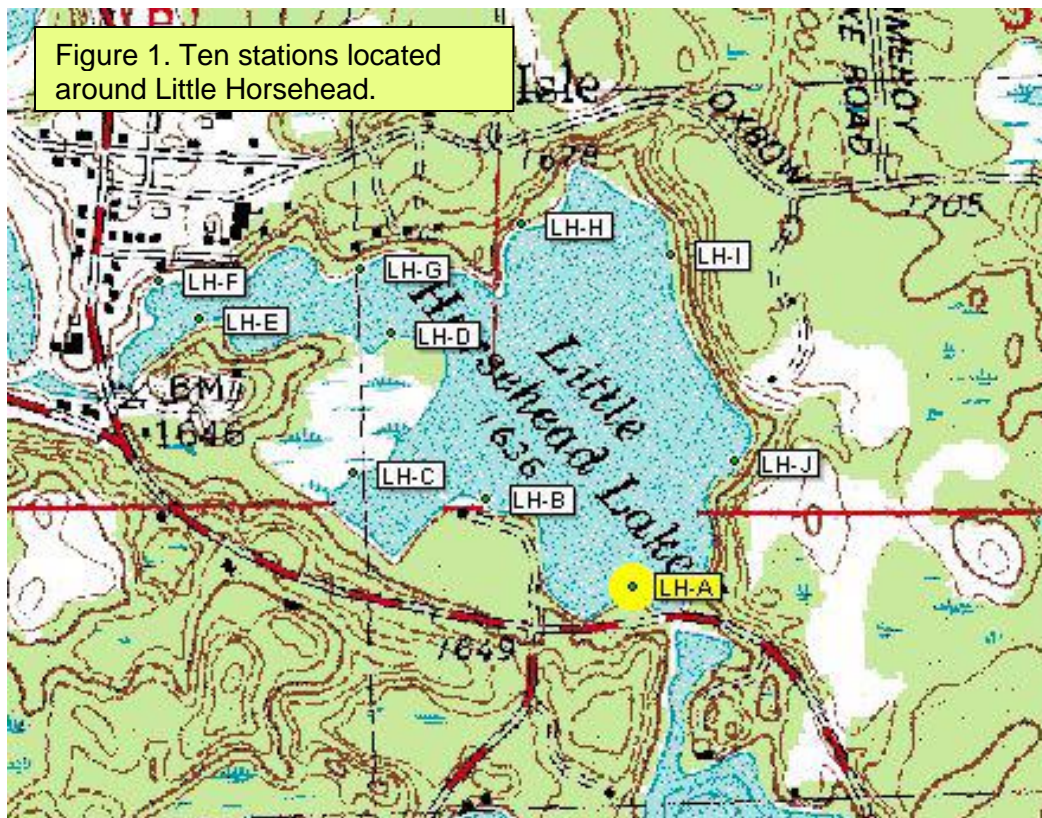 Figure 1. Ten stations located
around Little Horsehead.
Isle
OXBOW
ROAD
1705
LH-H
LH-I
LH-F
LH-G
LH-E
LH-D
Little
Horsehead Lake
1636
BM
1646
LH-C
LH-B
LH-J
LH-A
1649